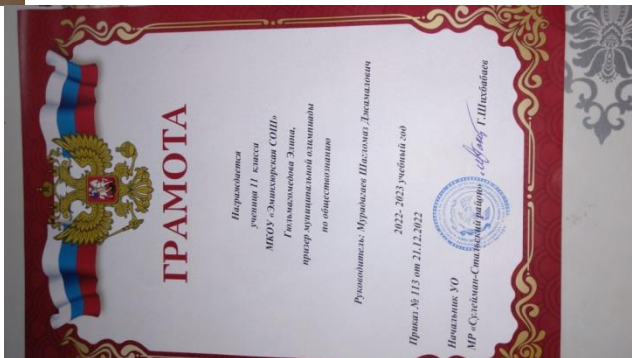 ГРАМОТА
Награждается
ученица 11 класса
МКОУ «Эминхюрская СОШ»
Гюльмагомедова Элина,
призер муниципальной олимпиады
по обществознанию
Руководитель: Мурадалиев Шахломаз Джамалович
2022- 2023 учебный год
Приказ № 113 от 21.12.2022
Начальник УО
МР «Сулейман-Стальский район» Г.Шихбабаев